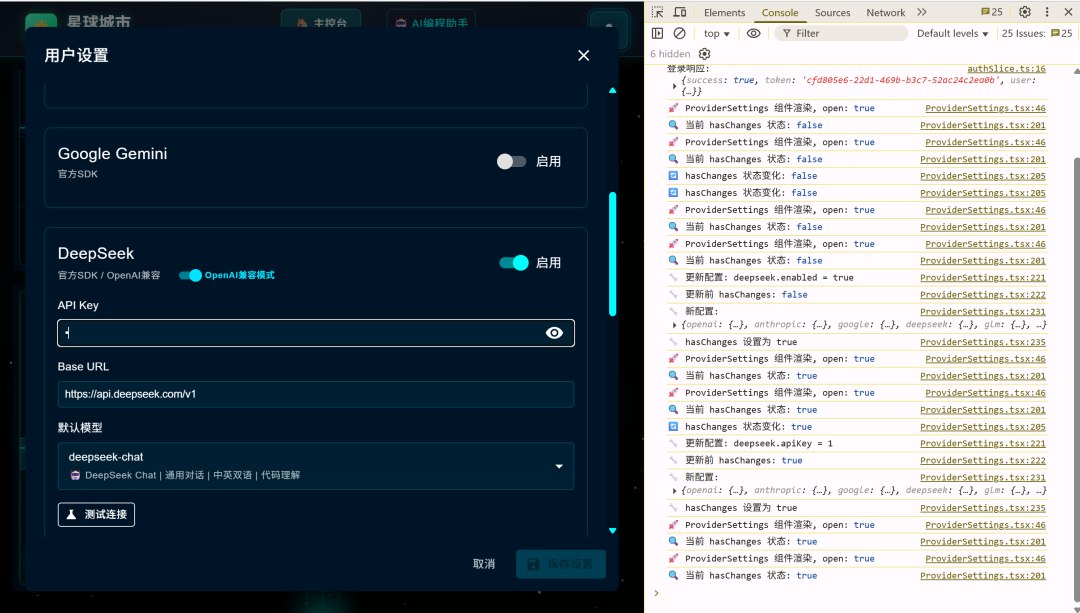 星球城市
主控台
AI编程助手
用户设置
Google Gemini
官方SDK
启用
DeepSeek
官方SDK / OpenAI兼容
OpenAI兼容模式
启用
API Key
Base URL
https://api.deepseek.com/v1
默认模型
deepseek-chat
DeepSeek Chat | 通用对话 | 中英双语 | 代码理解
测试连接
取消
保存设置
Elements Console Sources Network 25
top Filter Default levels 25 Issues: 25
6 hidden
登录响应: authSlice.ts:16
{success: true, token: 'cfd805e6-22d1-469b-b3c7-52ac24c2ea0b', user:
{…}}
ProviderSettings 组件渲染, open: true ProviderSettings.tsx:46
当前 hasChanges 状态: false ProviderSettings.tsx:201
ProviderSettings 组件渲染, open: true ProviderSettings.tsx:46
当前 hasChanges 状态: false ProviderSettings.tsx:201
hasChanges 状态变化: false ProviderSettings.tsx:205
hasChanges 状态变化: false ProviderSettings.tsx:205
ProviderSettings 组件渲染, open: true ProviderSettings.tsx:46
当前 hasChanges 状态: false ProviderSettings.tsx:201
ProviderSettings 组件渲染, open: true ProviderSettings.tsx:46
当前 hasChanges 状态: false ProviderSettings.tsx:201
更新配置: deepseek.enabled = true ProviderSettings.tsx:221
更新前 hasChanges: false ProviderSettings.tsx:222
新配置: ProviderSettings.tsx:231
{openai: {…}, anthropic: {…}, google: {…}, deepseek: {…}, glm: {…}, …}
hasChanges 设置为 true ProviderSettings.tsx:235
ProviderSettings 组件渲染, open: true ProviderSettings.tsx:46
当前 hasChanges 状态: true ProviderSettings.tsx:201
ProviderSettings 组件渲染, open: true ProviderSettings.tsx:46
当前 hasChanges 状态: true ProviderSettings.tsx:201
hasChanges 状态变化: true ProviderSettings.tsx:205
更新配置: deepseek.apiKey = 1 ProviderSettings.tsx:221
更新前 hasChanges: true ProviderSettings.tsx:222
新配置: ProviderSettings.tsx:231
{openai: {…}, anthropic: {…}, google: {…}, deepseek: {…}, glm: {…}, …}
hasChanges 设置为 true ProviderSettings.tsx:235
ProviderSettings 组件渲染, open: true ProviderSettings.tsx:46
当前 hasChanges 状态: true ProviderSettings.tsx:201
ProviderSettings 组件渲染, open: true ProviderSettings.tsx:46
当前 hasChanges 状态: true ProviderSettings.tsx:201